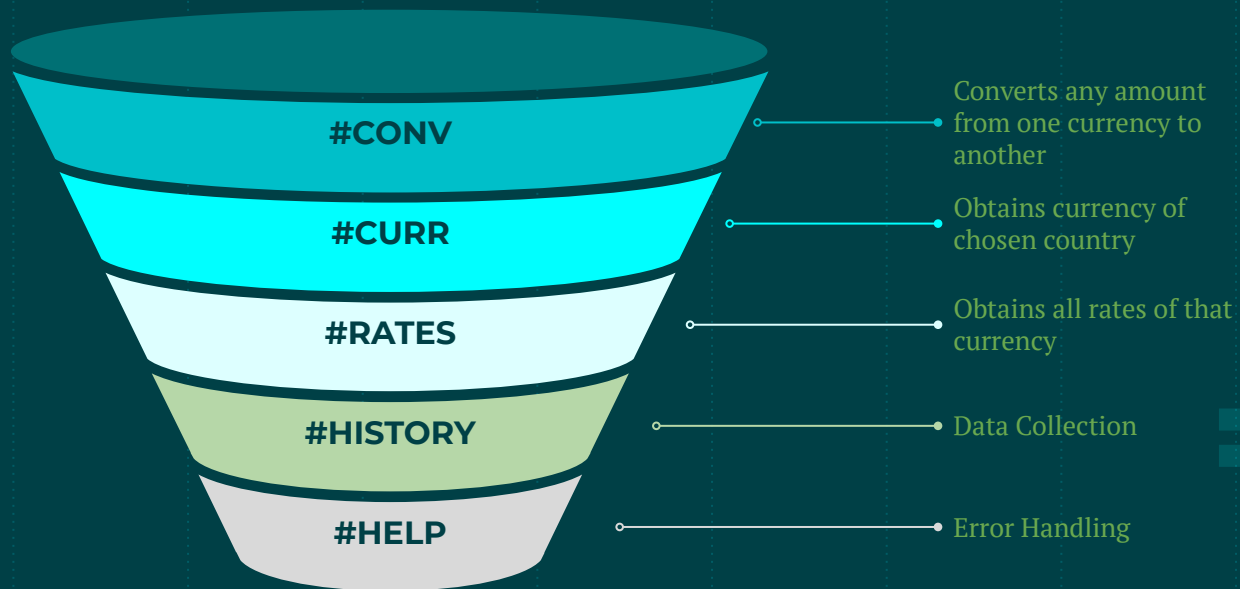 #CONV
Converts any amount
from one currency to
another
#CURR
Obtains currency of
chosen country
#RATES
Obtains all rates of that
currency
#HISTORY
Data Collection
#HELP
Error Handling